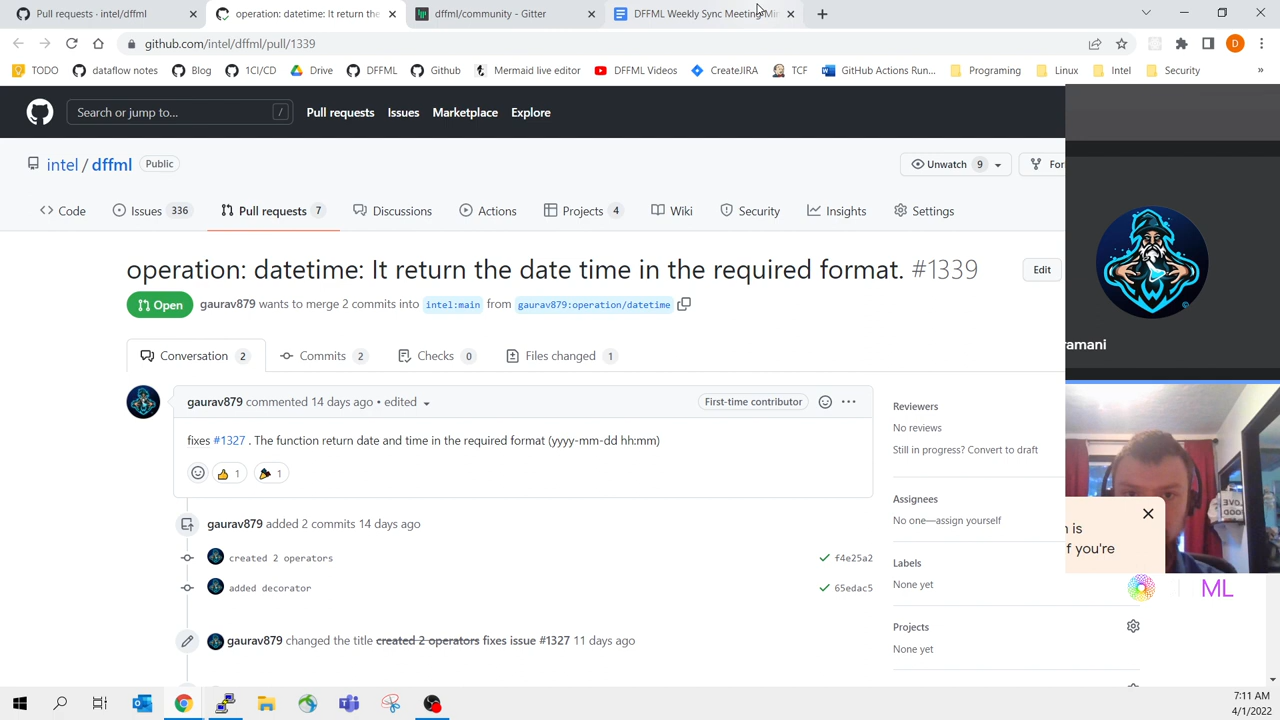 Pull requests · intel/dffml
operation: datetime: It return the
dffml/community - Gitter
DFFML Weekly Sync Meeting Min
github.com/intel/dffml/pull/1339
D
TODO
dataflow notes
Blog
1CI/CD
Drive
DFFML
Github
Mermaid live editor
DFFML Videos
CreateJIRA
TCF
GitHub Actions Run...
Programing
Linux
Intel
Security
»
Search or jump to...
/
Pull requests
Issues
Marketplace
Explore
intel / dffml
Public
Unwatch 9
For
Code
Issues 336
Pull requests 7
Discussions
Actions
Projects 4
Wiki
Security
Insights
Settings
operation: datetime: It return the date time in the required format. #1339
Edit
Open
gaurav879 wants to merge 2 commits into intel:main from gaurav879:operation/datetime
ramani
Conversation 2
Commits 2
Checks 0
Files changed 1
gaurav879 commented 14 days ago • edited
First-time contributor
fixes #1327 . The function return date and time in the required format (yyyy-mm-dd hh:mm)
1
1
gaurav879 added 2 commits 14 days ago
created 2 operators
f4e25a2
added decorator
65edac5
gaurav879 changed the title created 2 operators fixes issue #1327 11 days ago
Reviewers
No reviews
Still in progress? Convert to draft
Assignees
No one—assign yourself
Labels
None yet
Projects
None yet
is
f you're
ML
7:11 AM
4/1/2022